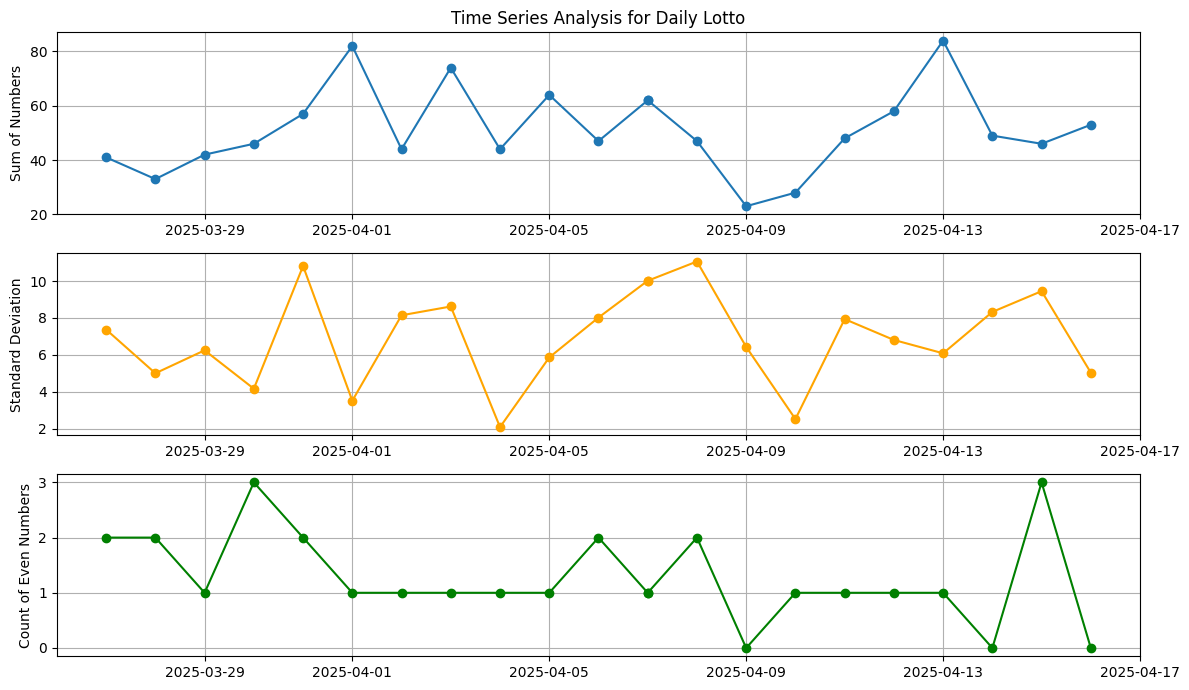 Time Series Analysis for Daily Lotto
Sum of Numbers
80
60
40
20
2025-03-29 2025-04-01 2025-04-05 2025-04-09 2025-04-13 2025-04-17
Standard Deviation
10
8
6
4
2
2025-03-29 2025-04-01 2025-04-05 2025-04-09 2025-04-13 2025-04-17
Count of Even Numbers
3
2
1
0
2025-03-29 2025-04-01 2025-04-05 2025-04-09 2025-04-13 2025-04-17